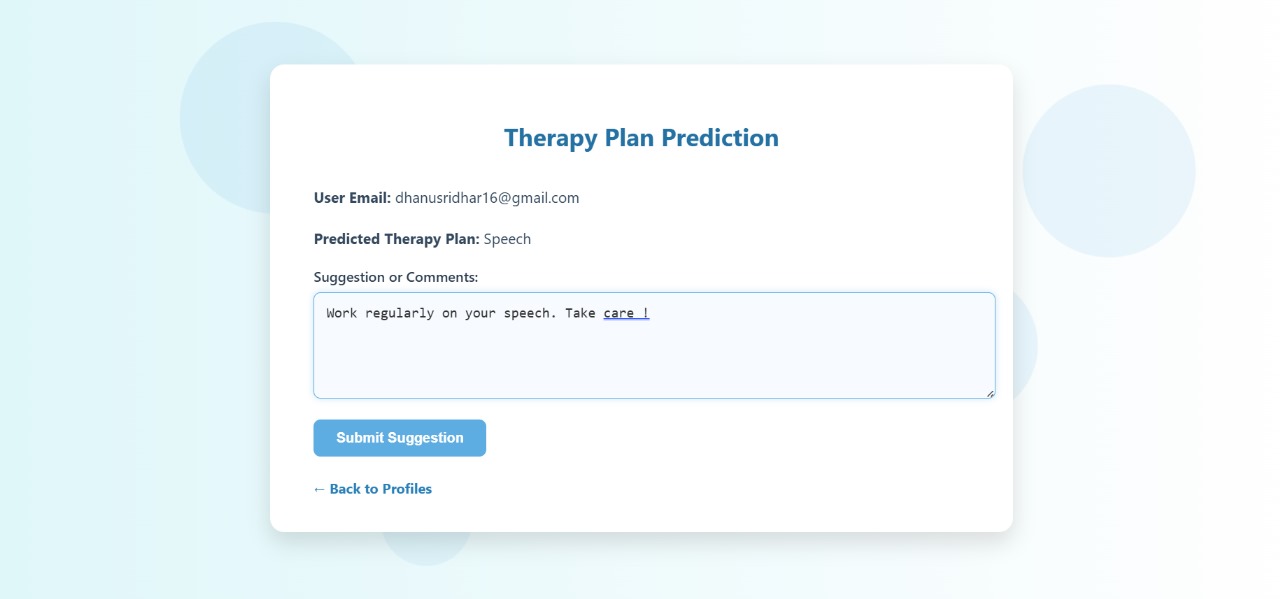 Therapy Plan Prediction
User Email: dhanusridhar16@gmail.com
Predicted Therapy Plan: Speech
Suggestion or Comments:
Work regularly on your speech. Take care !
Submit Suggestion
← Back to Profiles